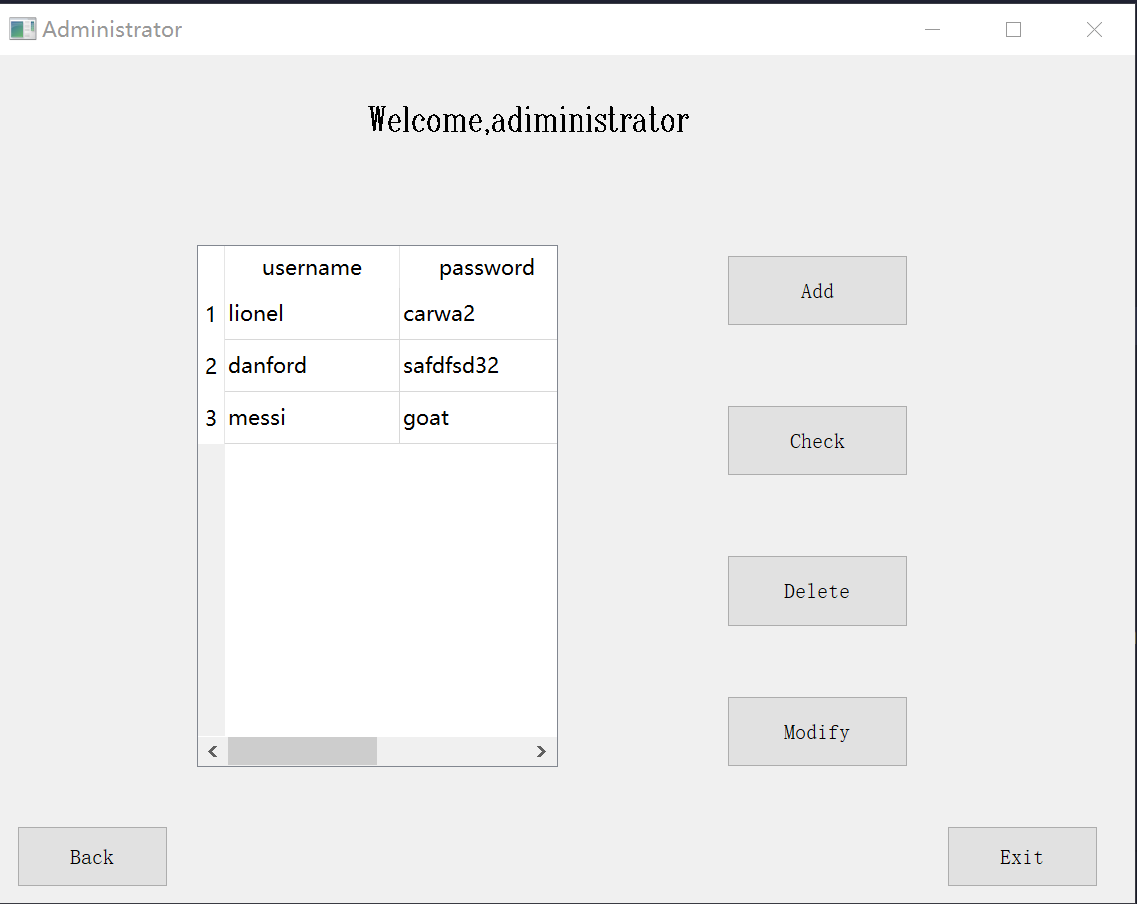 Administrator
Welcome,adiministrator
username password
1 lionel carwa2
2 danford safdfsd32
3 messi goat
Add
Check
Delete
Modify
Back
Exit